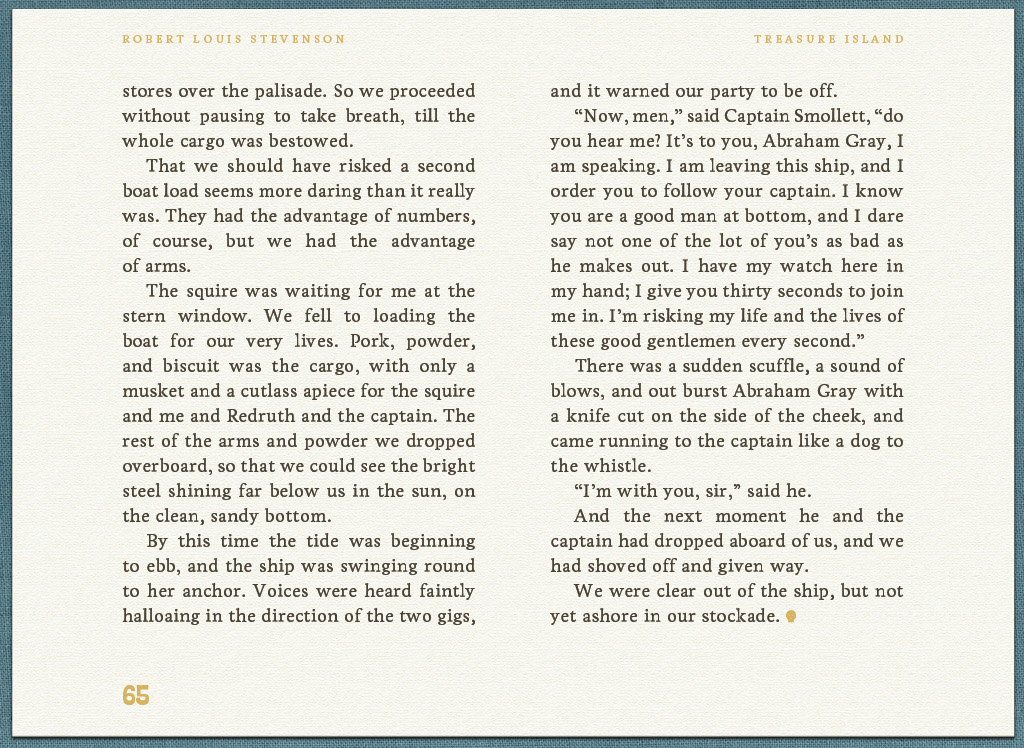 ROBERT LOUIS STEVENSON
TREASURE ISLAND
stores over the palisade. So we proceeded
without pausing to take breath, till the
whole cargo was bestowed.
That we should have risked a second
boat load seems more daring than it really
was. They had the advantage of numbers,
of course, but we had the advantage
of arms.
The squire was waiting for me at the
stern window. We fell to loading the
boat for our very lives. Pork, powder,
and biscuit was the cargo, with only a
musket and a cutlass apiece for the squire
and me and Redruth and the captain. The
rest of the arms and powder we dropped
overboard, so that we could see the bright
steel shining far below us in the sun, on
the clean, sandy bottom.
By this time the tide was beginning
to ebb, and the ship was swinging round
to her anchor. Voices were heard faintly
halloaing in the direction of the two gigs,
and it warned our party to be off.
“Now, men,” said Captain Smollett, “do
you hear me? It’s to you, Abraham Gray, I
am speaking. I am leaving this ship, and I
order you to follow your captain. I know
you are a good man at bottom, and I dare
say not one of the lot of you’s as bad as
he makes out. I have my watch here in
my hand; I give you thirty seconds to join
me in. I’m risking my life and the lives of
these good gentlemen every second.”
There was a sudden scuffle, a sound of
blows, and out burst Abraham Gray with
a knife cut on the side of the cheek, and
came running to the captain like a dog to
the whistle.
“I’m with you, sir,” said he.
And the next moment he and the
captain had dropped aboard of us, and we
had shoved off and given way.
We were clear out of the ship, but not
yet ashore in our stockade.
65